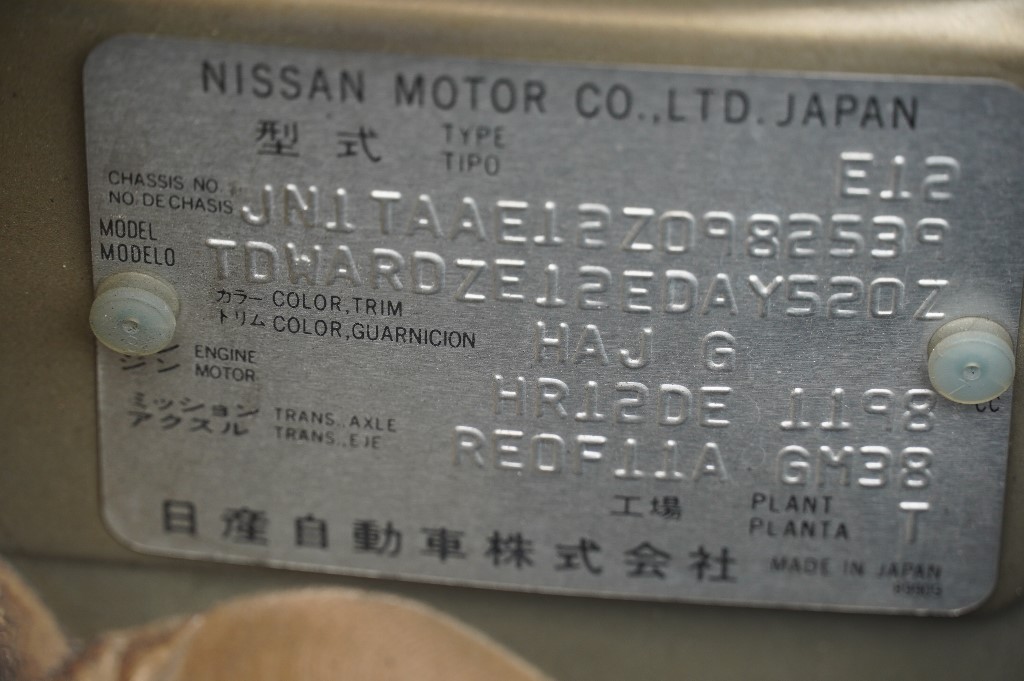 NISSAN MOTOR CO.,LTD. JAPAN
型式 TYPE
TIPO
E12
CHASSIS NO.
NO. DE CHASIS
JN1TAAE12Z0982539
MODEL
MODELO
TDWARDZE12EDAY520Z
カラー COLOR,TRIM
トリム COLOR,GUARNICION
HAJ G
ジン
ENGINE
MOTOR
HR12DE 1198
cc
ミッション
アクスル
TRANS.,AXLE
TRANS.,EJE
RE0F11A GM38
工場
PLANT
PLANTA
T
日産自動車株式会社
MADE IN JAPAN